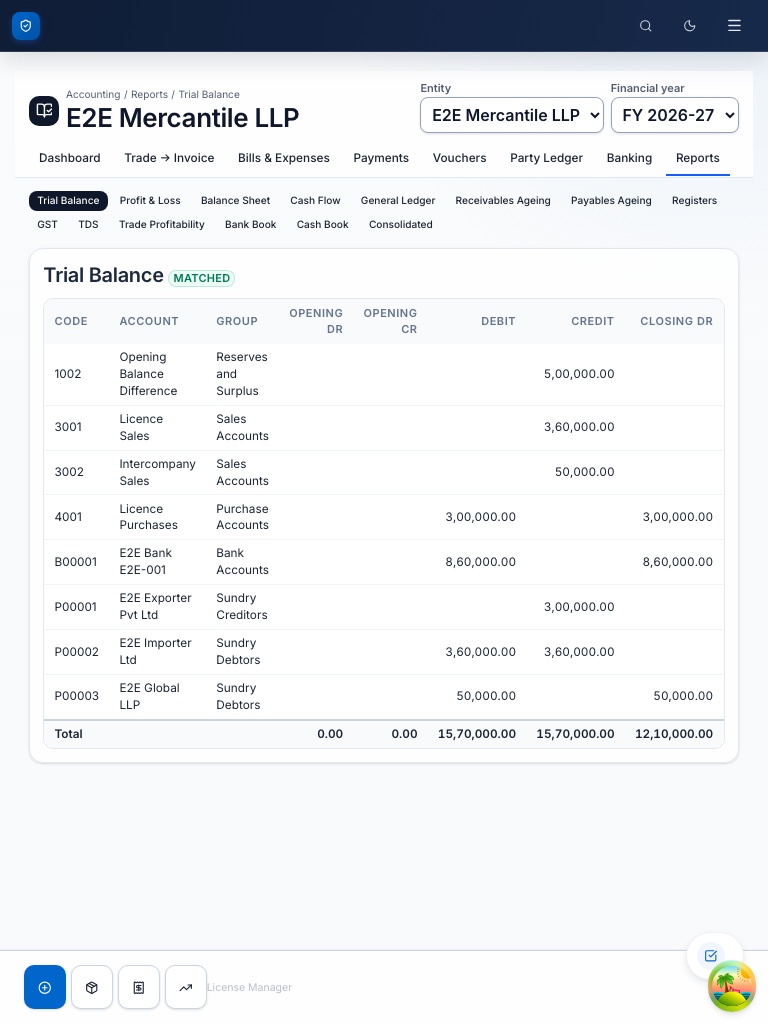 Accounting / Reports / Trial Balance
E2E Mercantile LLP
Entity
E2E Mercantile LLP
Financial year
FY 2026-27
Dashboard Trade → Invoice Bills & Expenses Payments Vouchers Party Ledger Banking Reports
Trial Balance Profit & Loss Balance Sheet Cash Flow General Ledger Receivables Ageing Payables Ageing Registers
GST TDS Trade Profitability Bank Book Cash Book Consolidated
Trial Balance MATCHED
CODE ACCOUNT GROUP OPENING DR OPENING CR DEBIT CREDIT CLOSING DR
1002 Opening Balance Difference Reserves and Surplus 5,00,000.00
3001 Licence Sales Sales Accounts 3,60,000.00
3002 Intercompany Sales Sales Accounts 50,000.00
4001 Licence Purchases Purchase Accounts 3,00,000.00 3,00,000.00
B00001 E2E Bank E2E-001 Bank Accounts 8,60,000.00 8,60,000.00
P00001 E2E Exporter Pvt Ltd Sundry Creditors 3,00,000.00
P00002 E2E Importer Ltd Sundry Debtors 3,60,000.00 3,60,000.00
P00003 E2E Global LLP Sundry Debtors 50,000.00 50,000.00
Total 0.00 0.00 15,70,000.00 15,70,000.00 12,10,000.00
License Manager